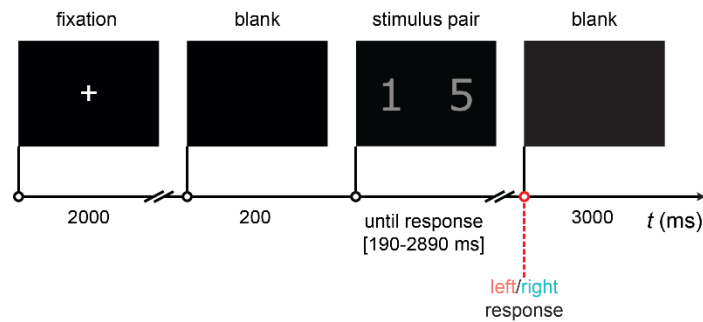 fixation
blank
stimulus pair
blank
+
1 5
2000
200
until response
[190-2890 ms]
3000
t (ms)
left/right
response